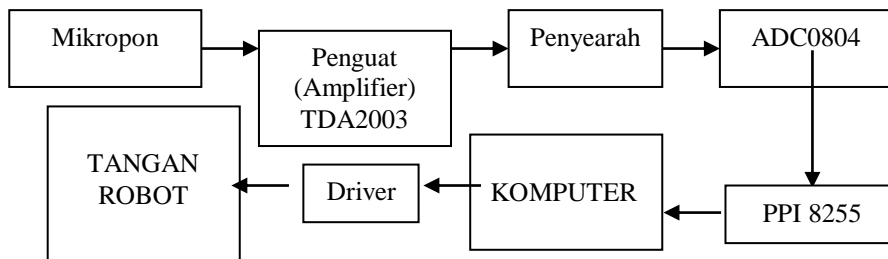 Mikropon
Penguat
(Amplifier)
TDA2003
Penyearah
ADC0804
TANGAN
ROBOT
Driver
KOMPUTER
PPI 8255